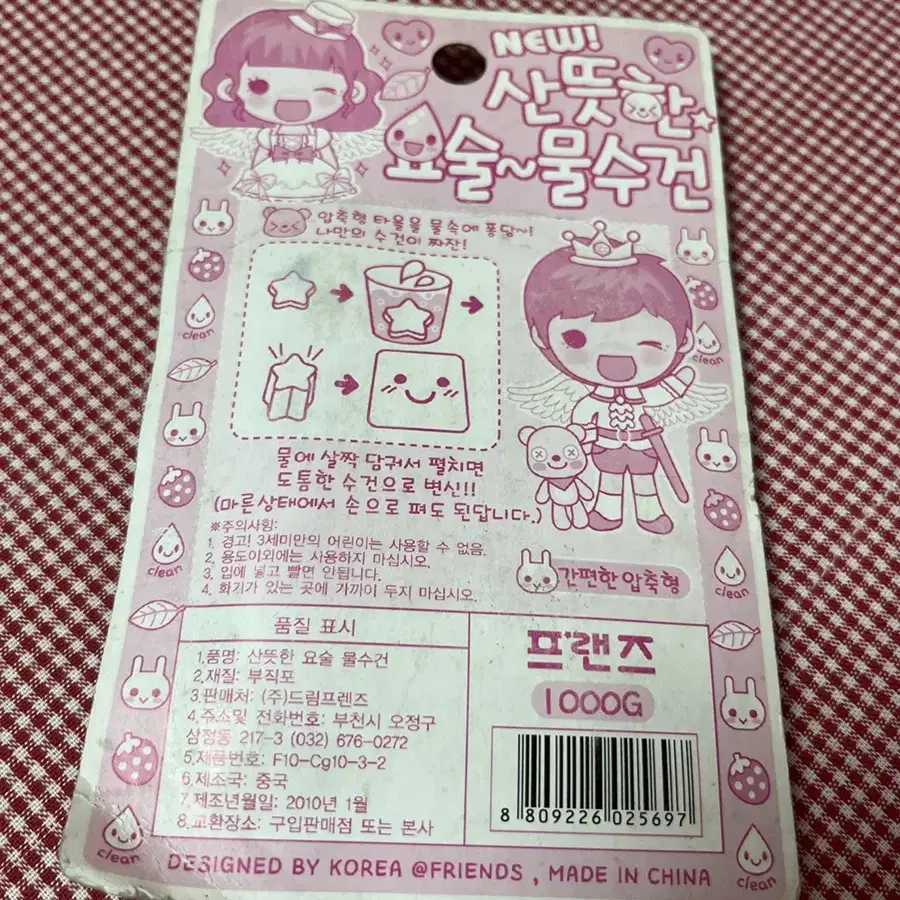 NEW!
산뜻한
요술~물수건
압축형 타올을 물속에 퐁당~!
나만의 수건이 짜잔!
clean
clean
물에 살짝 담궈서 펼치면
도톰한 수건으로 변신!!
(마른상태에서 손으로 펴도 된답니다.)
※주의사항:
1. 경고! 3세미만의 어린이는 사용할 수 없음.
2. 용도이외에는 사용하지 마십시오.
3. 입에 넣고 빨면 안됩니다.
4. 화기가 있는 곳에 가까이 두지 마십시오.
clean
간편한 압축형
clean
품질 표시
1.품명: 산뜻한 요술 물수건
2.재질: 부직포
3.판매처: (주)드림프렌즈
4.주소및 전화번호: 부천시 오정구
삼정동 217-3 (032) 676-0272
5.제품번호: F10-Cg10-3-2
6.제조국: 중국
7.제조년월일: 2010년 1월
8.교환장소: 구입판매점 또는 본사
프랜즈
1000G
8 809226 025697
clean
clean
DESIGNED BY KOREA @FRIENDS , MADE IN CHINA